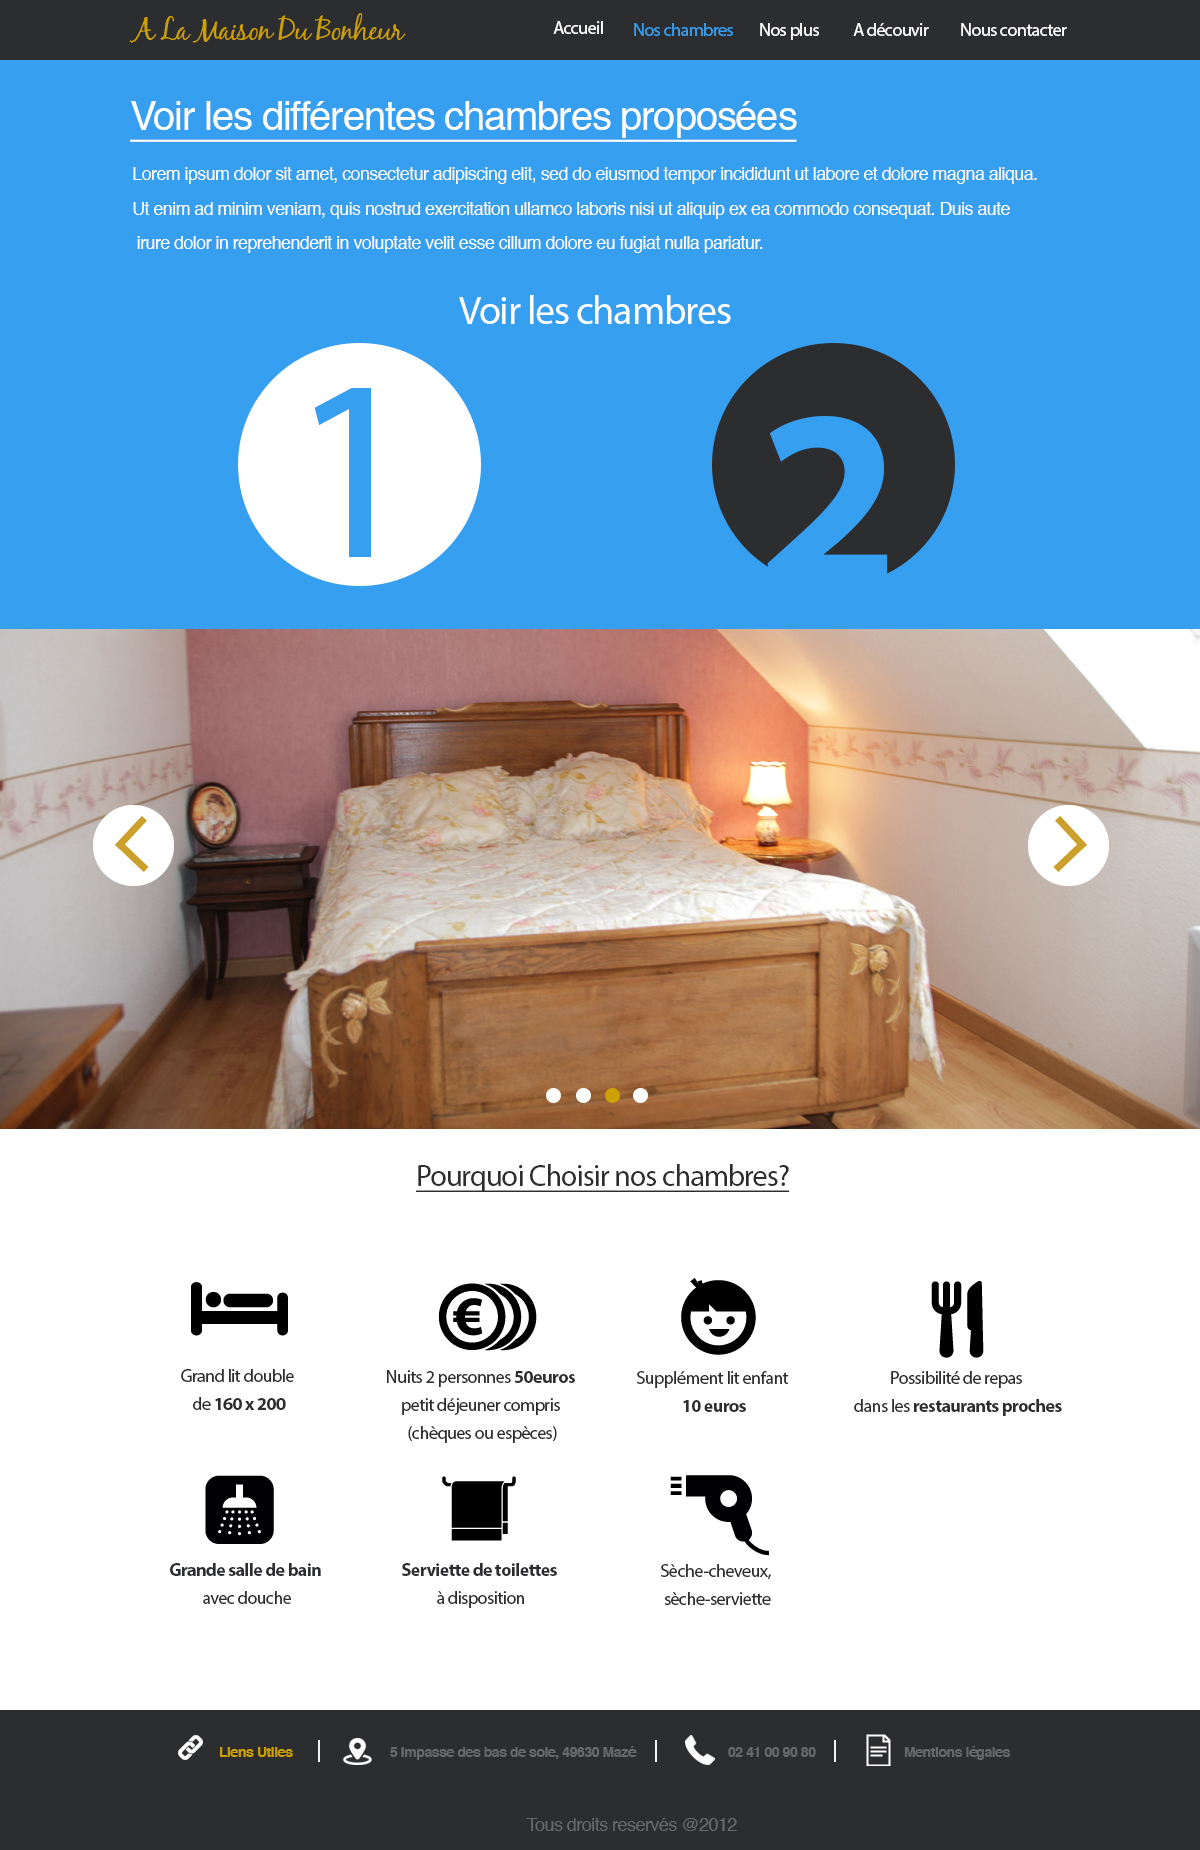 A La Maison Du Bonheur
Accueil Nos chambres Nos plus A découvir Nous contacter
Voir les différentes chambres proposées
Lorem ipsum dolor sit amet, consectetur adipiscing elit, sed do eiusmod tempor incididunt ut labore et dolore magna aliqua.
Ut enim ad minim veniam, quis nostrud exercitation ullamco laboris nisi ut aliquip ex ea commodo consequat. Duis aute
irure dolor in reprehenderit in voluptate velit esse cillum dolore eu fugiat nulla pariatur.
Voir les chambres
1
2
Pourquoi Choisir nos chambres?
Grand lit double
de 160 x 200
Nuits 2 personnes 50euros
petit déjeuner compris
(chèques ou espèces)
Supplément lit enfant
10 euros
Possibilité de repas
dans les restaurants proches
Grande salle de bain
avec douche
Serviette de toilettes
à disposition
Sèche-cheveux,
sèche-serviette
Liens Utiles
5 Impasse des bas de soie, 49630 Mazé
02 41 00 90 80
Mentions légales
Tous droits reservés @2012